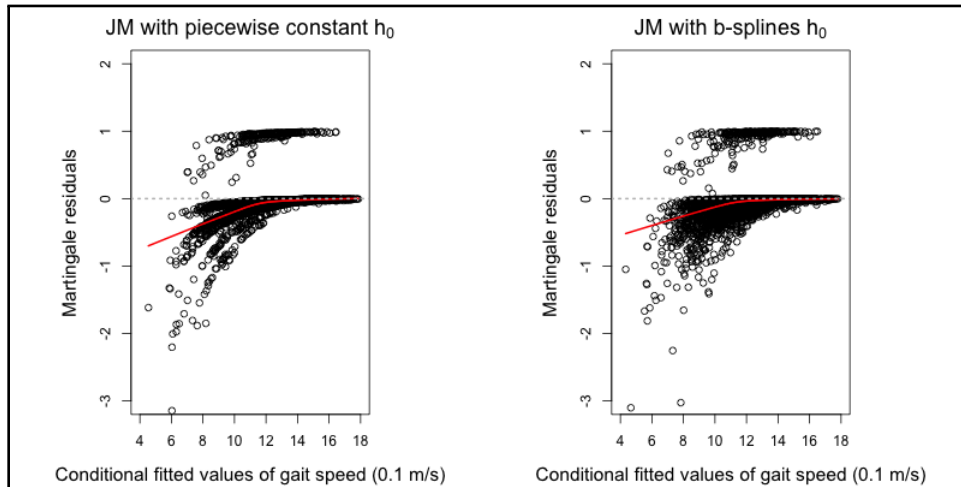 JM with piecewise constant h₀
2
1
0
-1
-2
-3
Martingale residuals
4 6 8 10 12 14 16 18
Conditional fitted values of gait speed (0.1 m/s)
JM with b-splines h₀
2
1
0
-1
-2
-3
Martingale residuals
4 6 8 10 12 14 16 18
Conditional fitted values of gait speed (0.1 m/s)